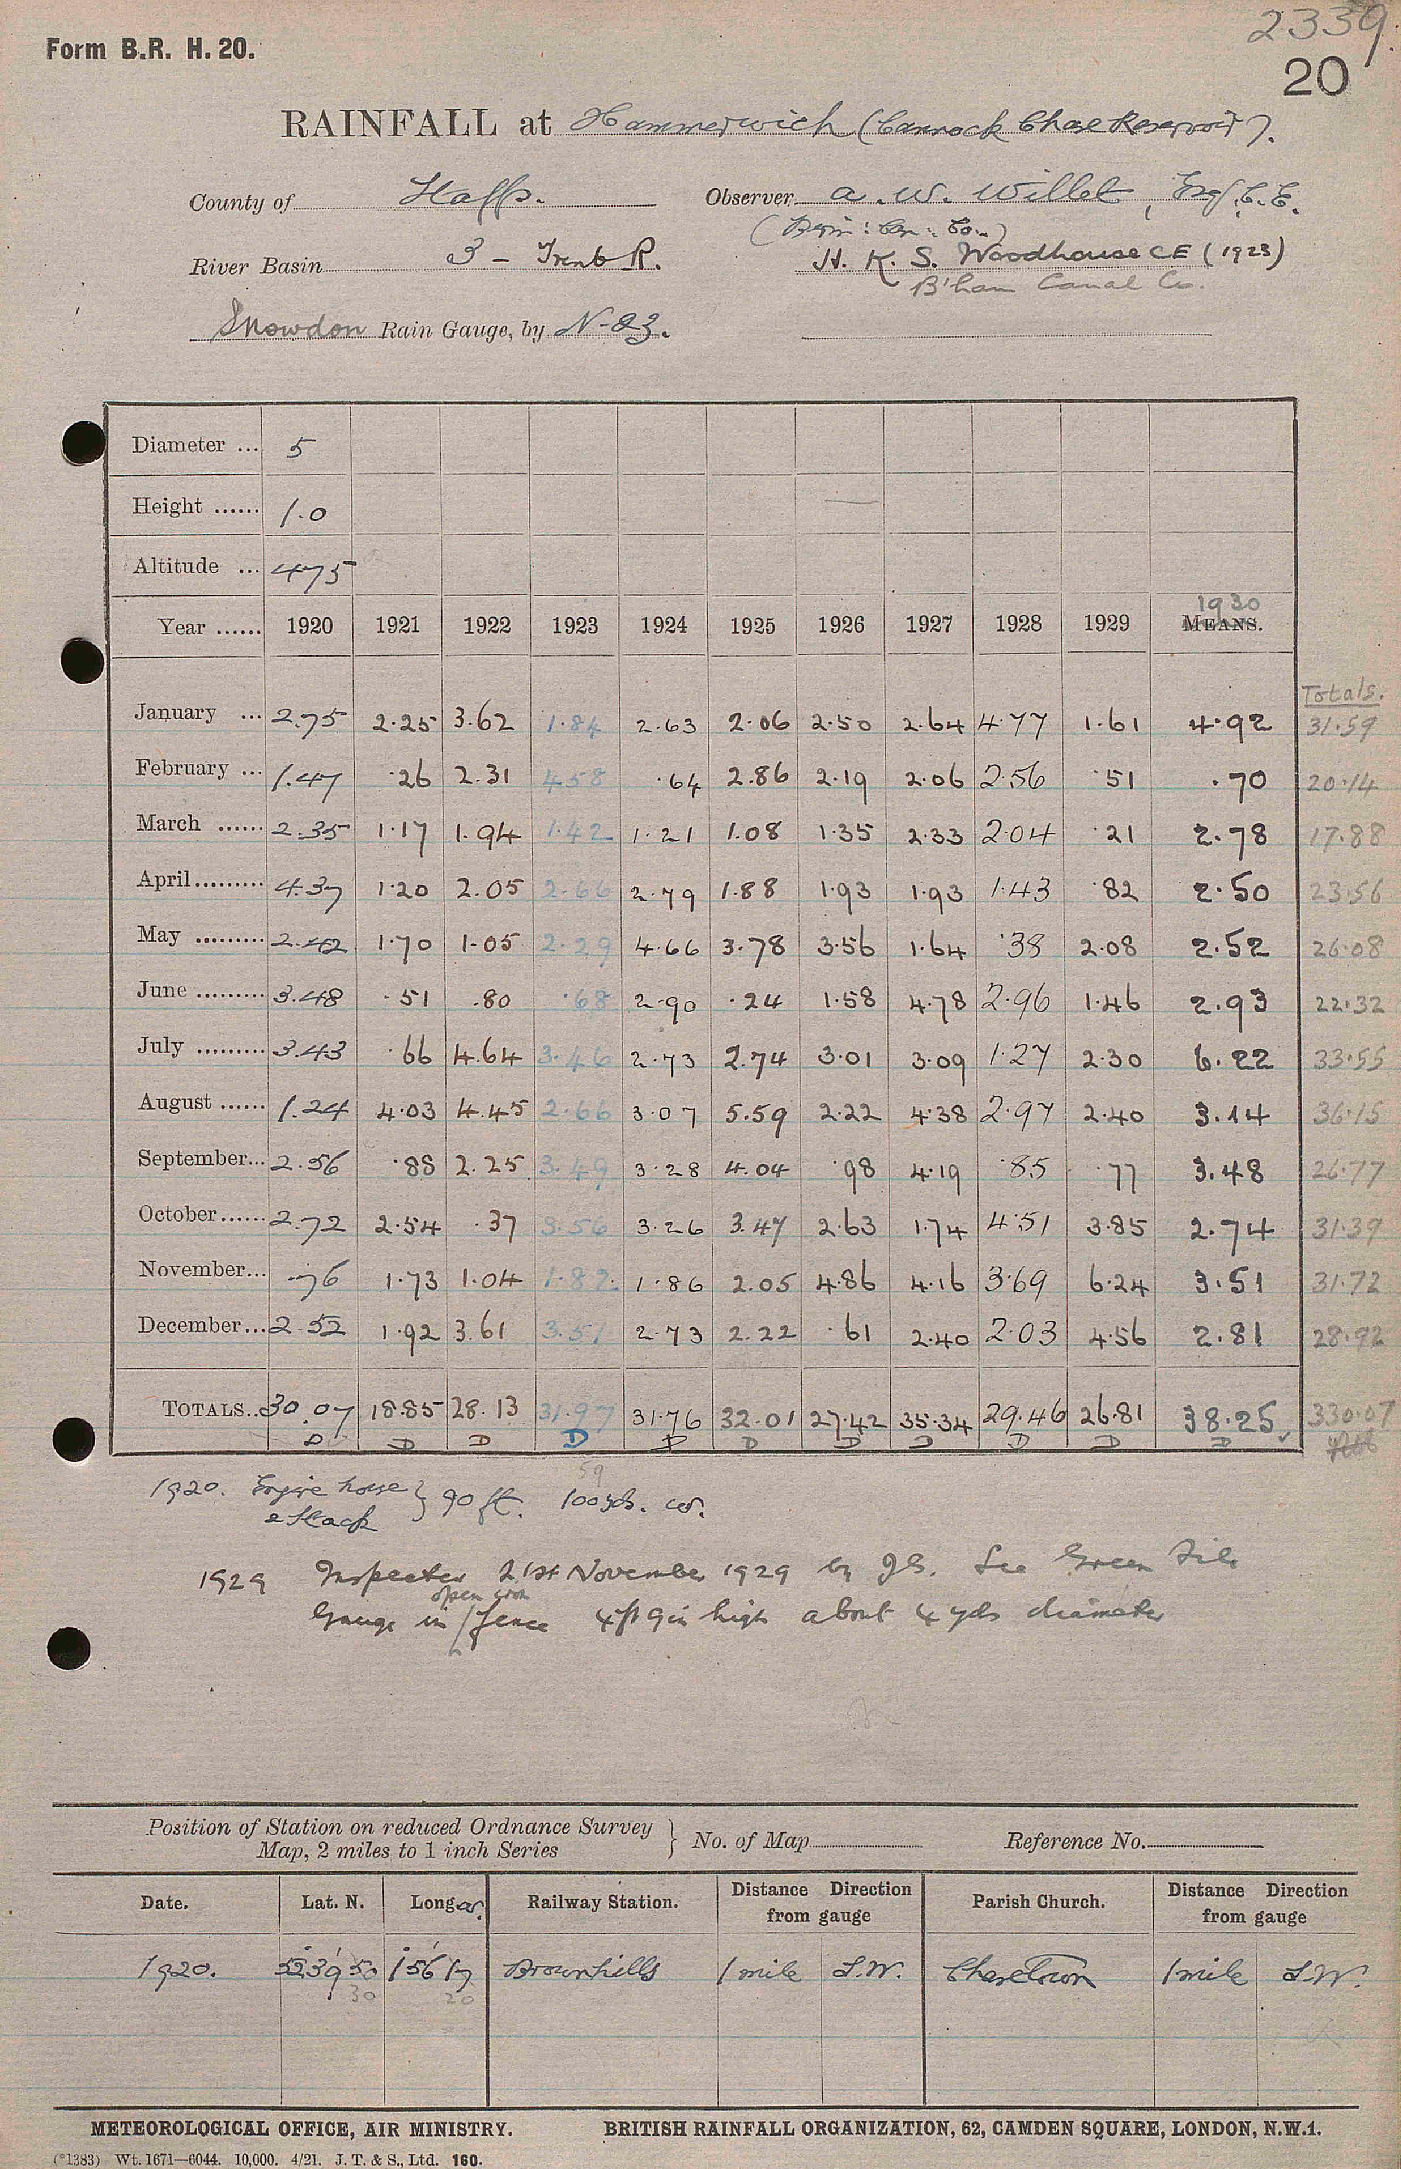 2339.
Form B.R. H. 20.
20
RAINFALL at Hammerwich (Cannock Chase Reservoir).
County of Staffs. Observer A. W. Willet, Esq, C.E.
River Basin 3 - Trent R. H. K. S. Woodhouse C E (1923)
B'ham Canal Co.
Snowdon Rain Gauge, by N-Z3.
Diameter ... 5
Height ...... 1.0
Altitude ... 475
1930
Year ...... 1920 1921 1922 1923 1924 1925 1926 1927 1928 1929 MEANS.
Totals.
January ... 2.75 2.25 3.62 1.84 2.63 2.06 2.50 2.64 4.77 1.61 4.92 31.59
February ... 1.47 .26 2.31 4.58 .64 2.86 2.19 2.06 2.56 .51 .70 20.14
March ...... 2.35 1.17 1.94 1.42 1.21 1.08 1.35 2.33 2.04 .21 2.78 17.88
April......... 4.37 1.20 2.05 2.66 2.79 1.88 1.93 1.93 1.43 .82 2.50 23.56
May ......... 2.42 1.70 1.05 2.29 4.66 3.78 3.56 1.64 .38 2.08 2.52 26.08
June ......... 3.48 .51 .80 .68 2.90 .24 1.58 4.78 2.96 1.46 2.93 22.32
July ......... 3.43 .66 4.64 3.46 2.73 2.74 3.01 3.09 1.27 2.30 6.22 33.55
August ...... 1.24 4.03 4.45 2.66 3.07 5.59 2.22 4.38 2.97 2.40 3.14 36.15
September... 2.56 .88 2.25 3.49 3.28 4.04 .98 4.19 .85 .77 3.48 26.77
October...... 2.72 2.54 .37 3.56 3.26 3.47 2.63 1.74 4.51 3.85 2.74 31.39
November... .76 1.73 1.04 1.82 1.86 2.05 4.86 4.16 3.69 6.24 3.51 31.72
December... 2.52 1.92 3.61 3.51 2.73 2.22 .61 2.40 2.03 4.56 2.81 28.92
TOTALS.. 30.07 18.85 28.13 31.97 31.76 32.01 27.42 35.34 29.46 26.81 38.25 330.07
D D D D D D D D D D D
59
1920. Engine house & Stack } 90 ft. 100 yds. W.
1929 Inspected 21st November 1929 by See Green File
open iron
Gauge in / fence 4ft 9in high about 4 yds diameter
Position of Station on reduced Ordnance Survey Map, 2 miles to 1 inch Series } No. of Map Reference No.
Date. Lat. N. Long W. Railway Station. Distance Direction from gauge Parish Church. Distance Direction from gauge
1920. 52° 39' 50 1° 56' 17 Brownhills 1 mile S.W. Chasetown 1 mile S.W.
30 20
METEOROLOGICAL OFFICE, AIR MINISTRY. BRITISH RAINFALL ORGANIZATION, 62, CAMDEN SQUARE, LONDON, N.W.1.
(*1383) Wt. 1671—6044. 10,000. 4/21. J. T. & S., Ltd. 160.